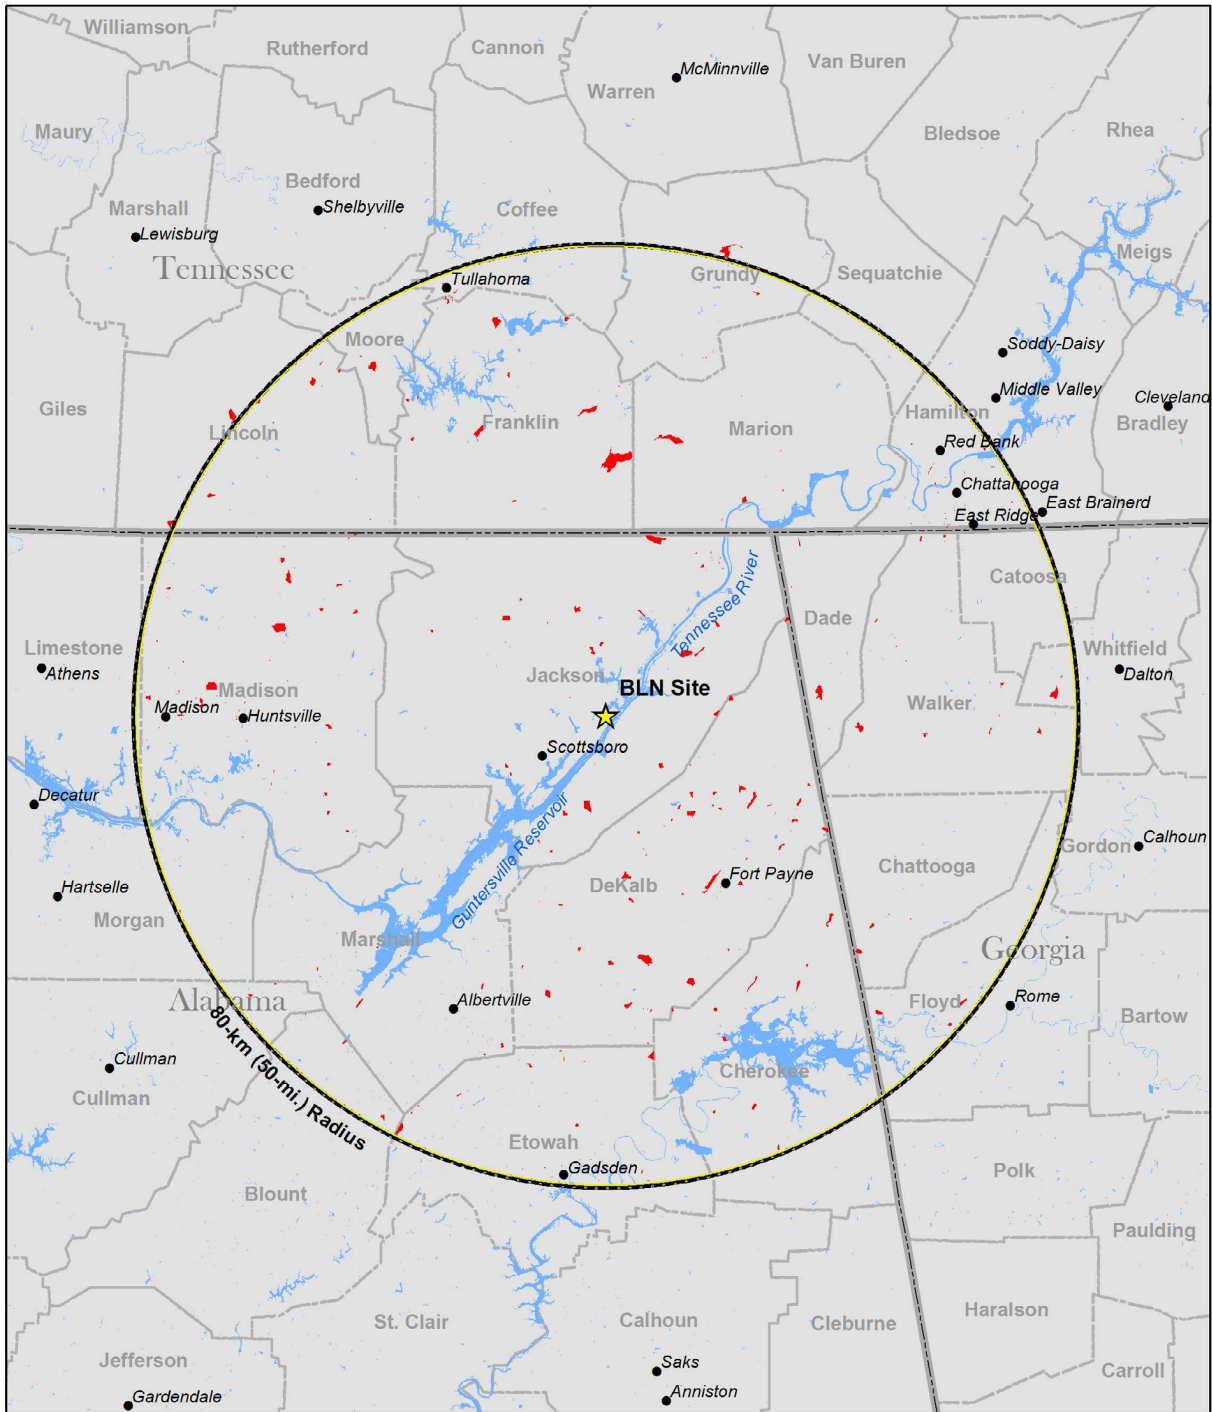 Williamson
Rutherford
Cannon
Van Buren
McMinnville
Warren
Maury
Bledsoe
Rhea
Bedford
Shelbyville
Marshall
Lewisburg
Coffee
Tennessee
Meigs
Grundy
Sequatchie
Tullahoma
Moore
Soddy-Daisy
Middle Valley
Cleveland
Giles
Hamilton
Bradley
Franklin
Marion
Lincoln
Red Bank
Chattanooga
East Brainerd
East Ridge
Catoosa
Tennessee River
Dade
Limestone
Athens
Whitfield
Dalton
Jackson
BLN Site
Madison
Walker
Madison
Huntsville
Scottsboro
Decatur
Guntersville Reservoir
Calhoun
Gordon
Chattooga
Fort Payne
DeKalb
Hartselle
Morgan
Marshall
Georgia
Alabama
Albertville
Floyd
Rome
Bartow
80-km (50-mi.) Radius
Cullman
Cherokee
Cullman
Etowah
Gadsden
Polk
Blount
Paulding
Haralson
St. Clair
Calhoun
Cleburne
Jefferson
Saks
Carroll
Gardendale
Anniston